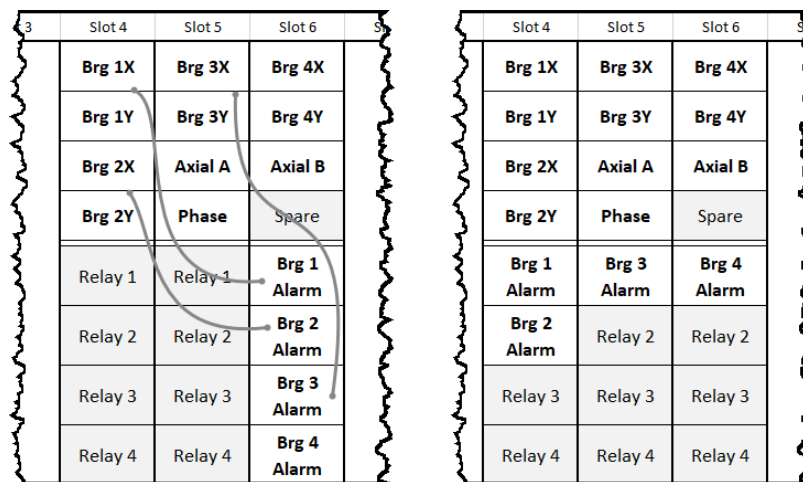 3 Slot 4 Slot 5 Slot 6 Sl
Brg 1X Brg 3X Brg 4X
Brg 1Y Brg 3Y Brg 4Y
Brg 2X Axial A Axial B
Brg 2Y Phase Spare
Relay 1 Relay 1 Brg 1
Alarm
Relay 2 Relay 2 Brg 2
Alarm
Relay 3 Relay 3 Brg 3
Alarm
Relay 4 Relay 4 Brg 4
Alarm
Slot 4 Slot 5 Slot 6 S
Brg 1X Brg 3X Brg 4X
Brg 1Y Brg 3Y Brg 4Y
Brg 2X Axial A Axial B
Brg 2Y Phase Spare
Brg 1 Brg 3 Brg 4
Alarm Alarm Alarm
Brg 2
Alarm Relay 2 Relay 2
Relay 3 Relay 3 Relay 3
Relay 4 Relay 4 Relay 4